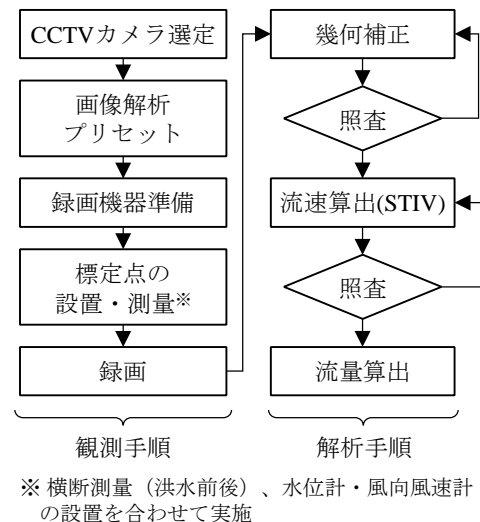 CCTVカメラ選定
画像解析
プリセット
録画機器準備
標定点の
設置・測量※
録画
観測手順
幾何補正
照査
流速算出(STIV)
照査
流量算出
解析手順
※ 横断測量（洪水前後）、水位計・風向風速計
の設置を合わせて実施